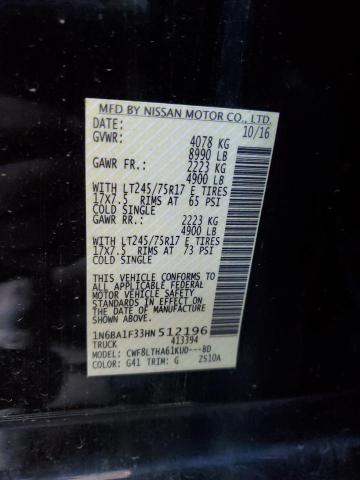 MFD BY NISSAN MOTOR CO., LTD.
DATE: 10/16
GVWR: 4078 KG
8990 LB
GAWR FR.: 2223 KG
4900 LB
WITH LT245/75R17 E TIRES
17X7.5 RIMS AT 65 PSI
COLD SINGLE
GAWR RR.: 2223 KG
4900 LB
WITH LT245/75R17 E TIRES
17X7.5 RIMS AT 73 PSI
COLD SINGLE
THIS VEHICLE CONFORMS TO
ALL APPLICABLE FEDERAL
MOTOR VEHICLE SAFETY
STANDARDS IN EFFECT ON
THE DATE OF MANUFACTURE
SHOWN ABOVE.
1N6BA1F33HN512196
TRUCK 413394
MODEL: CWF8LTHA61KUD---BD
COLOR: G41 TRIM: G 2S10A